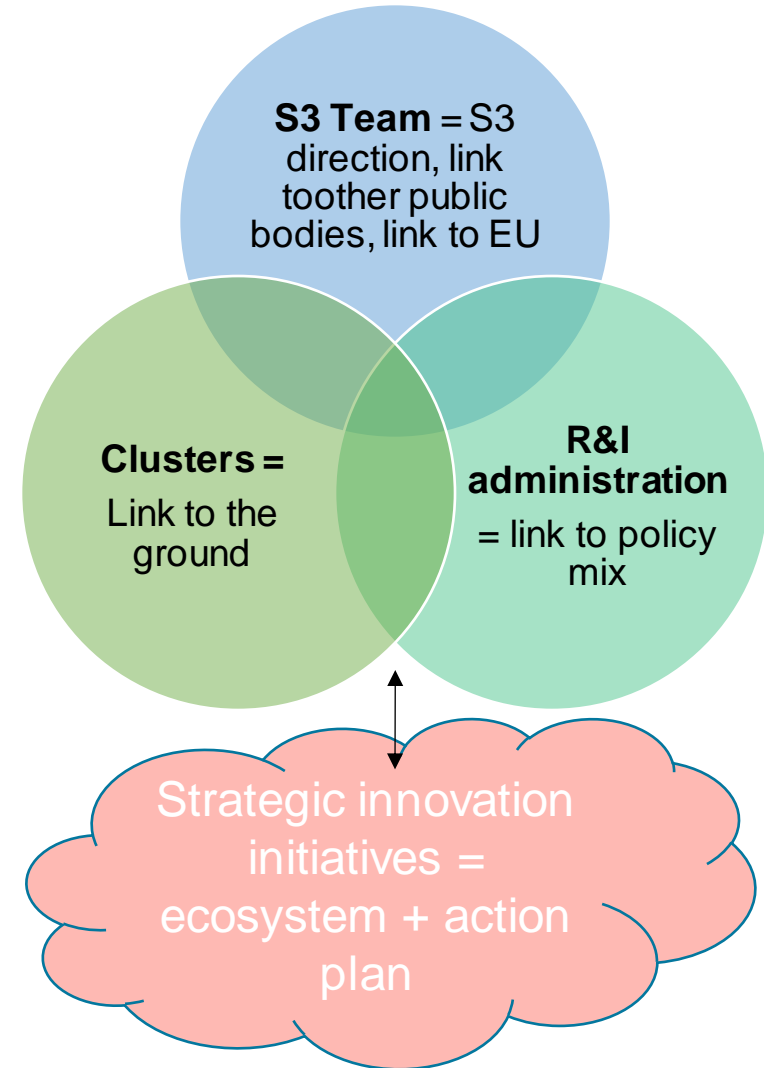 S3 Team = S3
direction, link
toother public
bodies, link to EU
Clusters =
Link to the
ground
R&I
administration
= link to policy
mix
Strategic innovation
initiatives =
ecosystem + action
plan